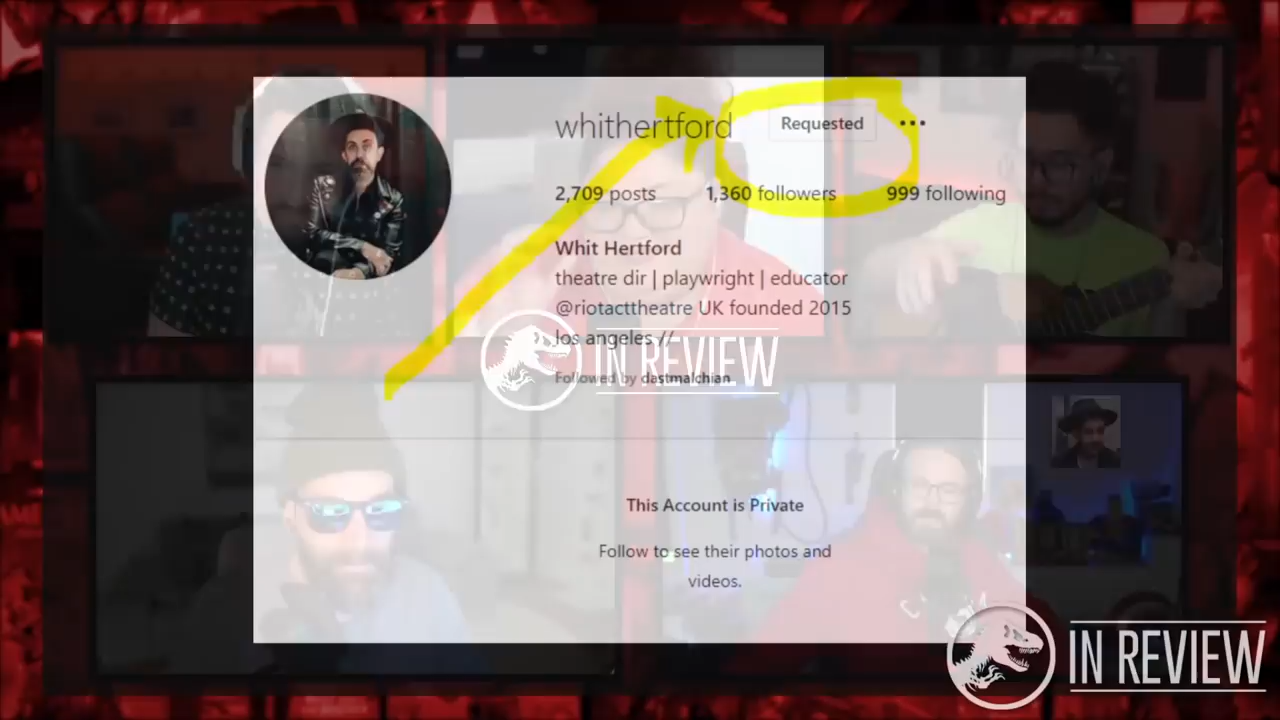 whithertford Requested
2,709 posts 1,360 followers 999 following
Whit Hertford
theatre dir | playwright | educator
@riotacttheatre UK founded 2015
los angeles //
IN REVIEW
Followed by dastmalchian
This Account is Private
Follow to see their photos and
videos.
IN REVIEW